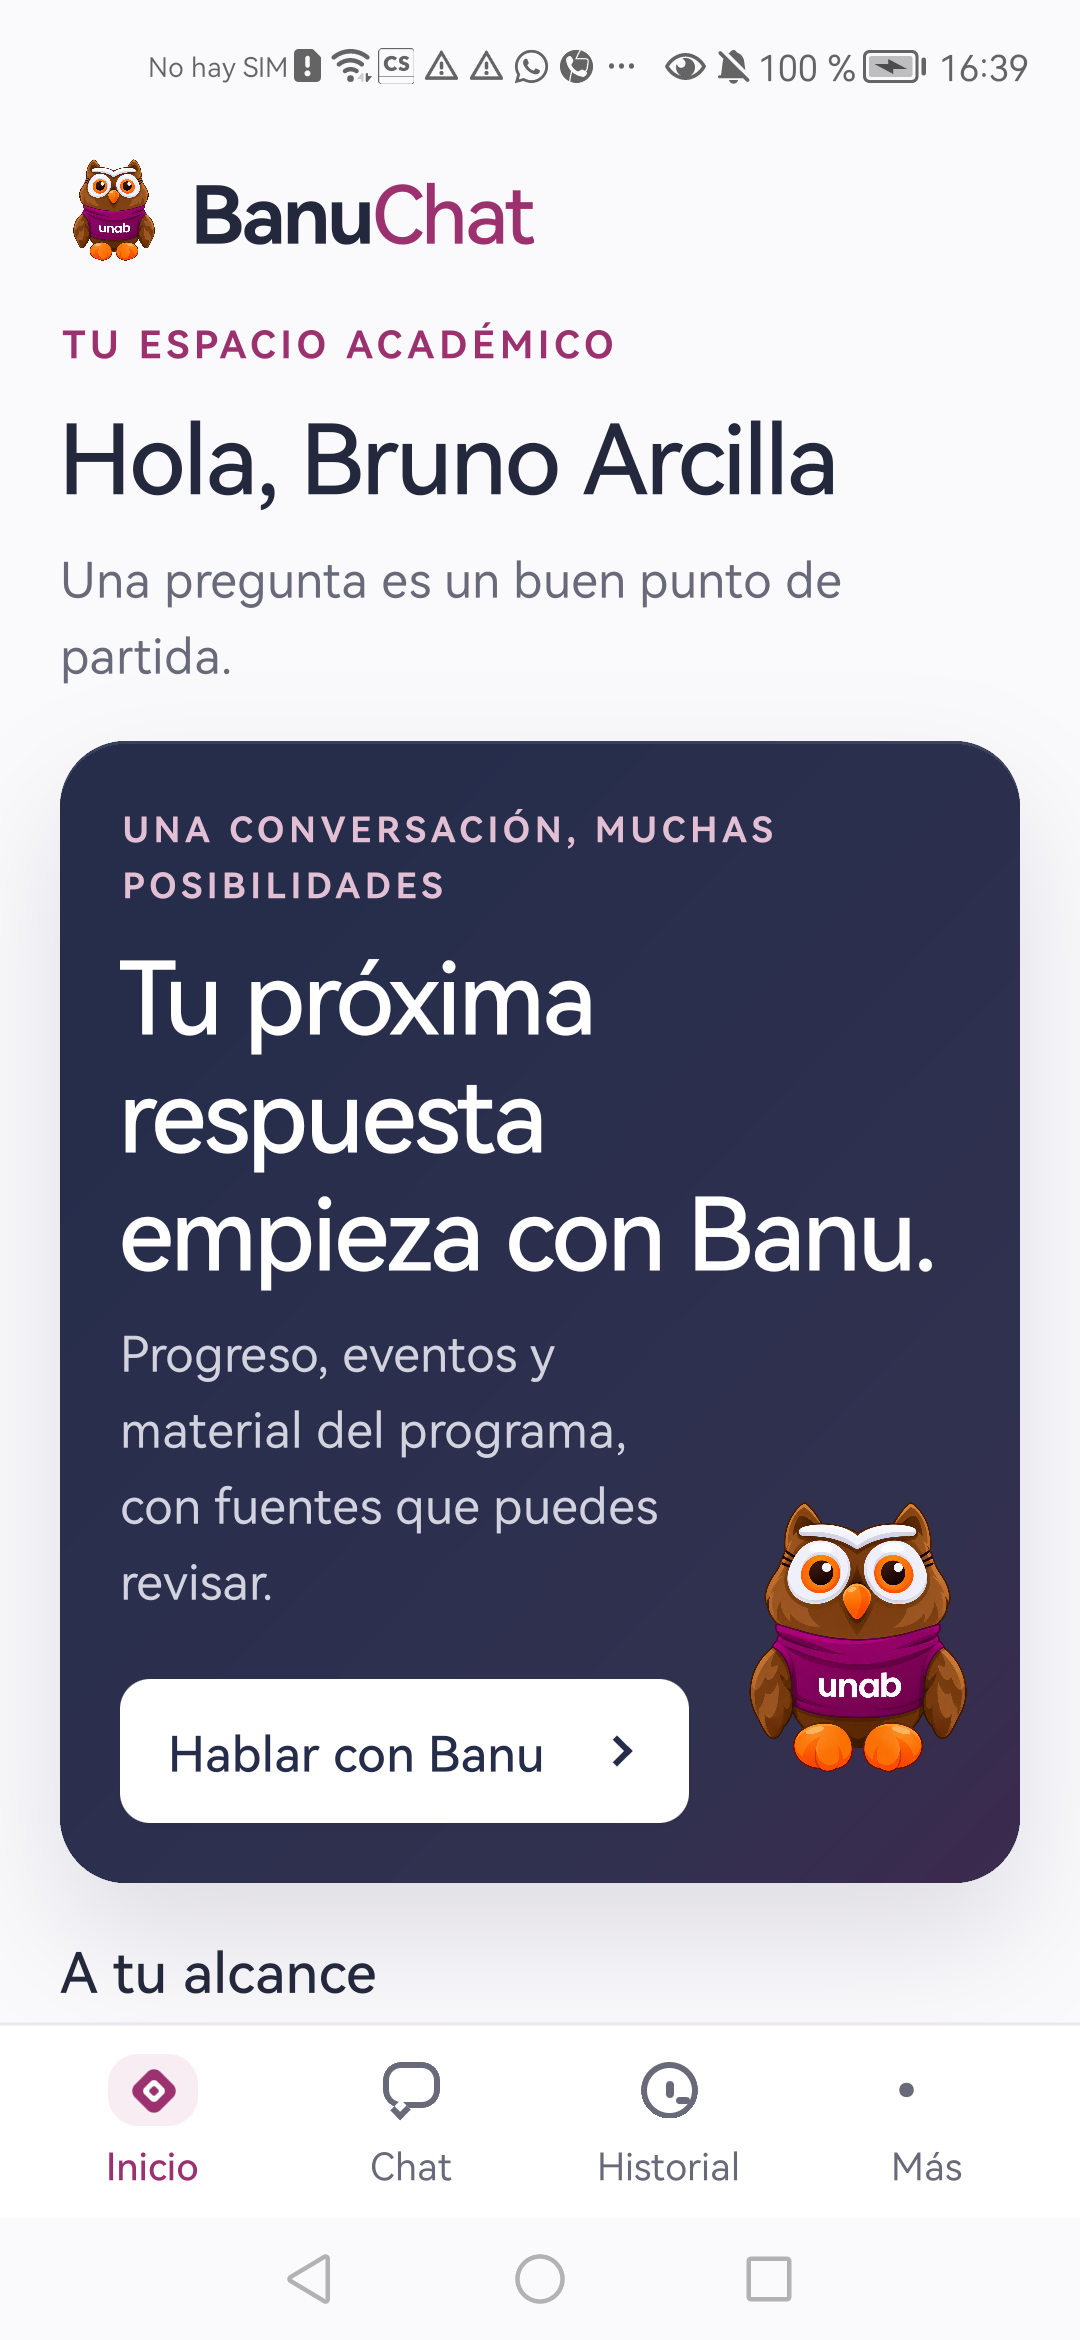 No hay SIM CS 100 % 16:39
unab
BanuChat
TU ESPACIO ACADÉMICO
Hola, Bruno Arcilla
Una pregunta es un buen punto de
partida.
UNA CONVERSACIÓN, MUCHAS
POSIBILIDADES
Tu próxima
respuesta
empieza con Banu.
Progreso, eventos y
material del programa,
con fuentes que puedes
revisar.
unab
Hablar con Banu
A tu alcance
Inicio
Chat
Historial
Más